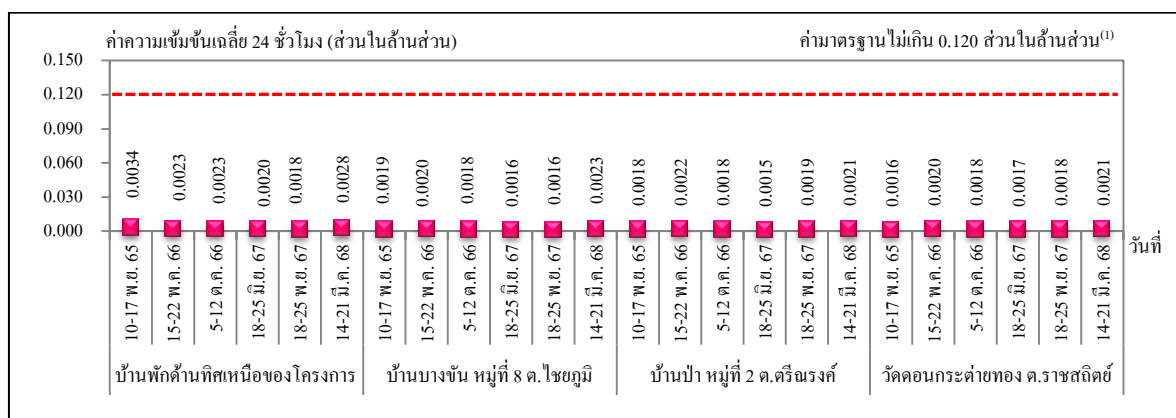 ค่าความเข้มข้นเฉลี่ย 24 ชั่วโมง (ส่วนในล้านส่วน) ค่ามาตรฐานไม่เกิน 0.120 ส่วนในล้านส่วน(1)
0.150
0.120
0.090
0.060
0.030
0.000
0.0034 0.0023 0.0023 0.0020 0.0018 0.0028 0.0019 0.0020 0.0018 0.0016 0.0016 0.0023 0.0018 0.0022 0.0018 0.0015 0.0019 0.0021 0.0016 0.0020 0.0018 0.0017 0.0018 0.0021
วันที่
10-17 พ.ย. 65 15-22 พ.ค. 66 5-12 ต.ค. 66 18-25 มิ.ย. 67 18-25 พ.ย. 67 14-21 มี.ค. 68 10-17 พ.ย. 65 15-22 พ.ค. 66 5-12 ต.ค. 66 18-25 มิ.ย. 67 18-25 พ.ย. 67 14-21 มี.ค. 68 10-17 พ.ย. 65 15-22 พ.ค. 66 5-12 ต.ค. 66 18-25 มิ.ย. 67 18-25 พ.ย. 67 14-21 มี.ค. 68 10-17 พ.ย. 65 15-22 พ.ค. 66 5-12 ต.ค. 66 18-25 มิ.ย. 67 18-25 พ.ย. 67 14-21 มี.ค. 68
บ้านพักด้านทิศเหนือของโครงการ บ้านบางขัน หมู่ที่ 8 ต.ไชยภูมิ บ้านป่า หมู่ที่ 2 ต.ตรีณรงค์ วัดดอนกระต่ายทอง ต.ราชสถิตย์